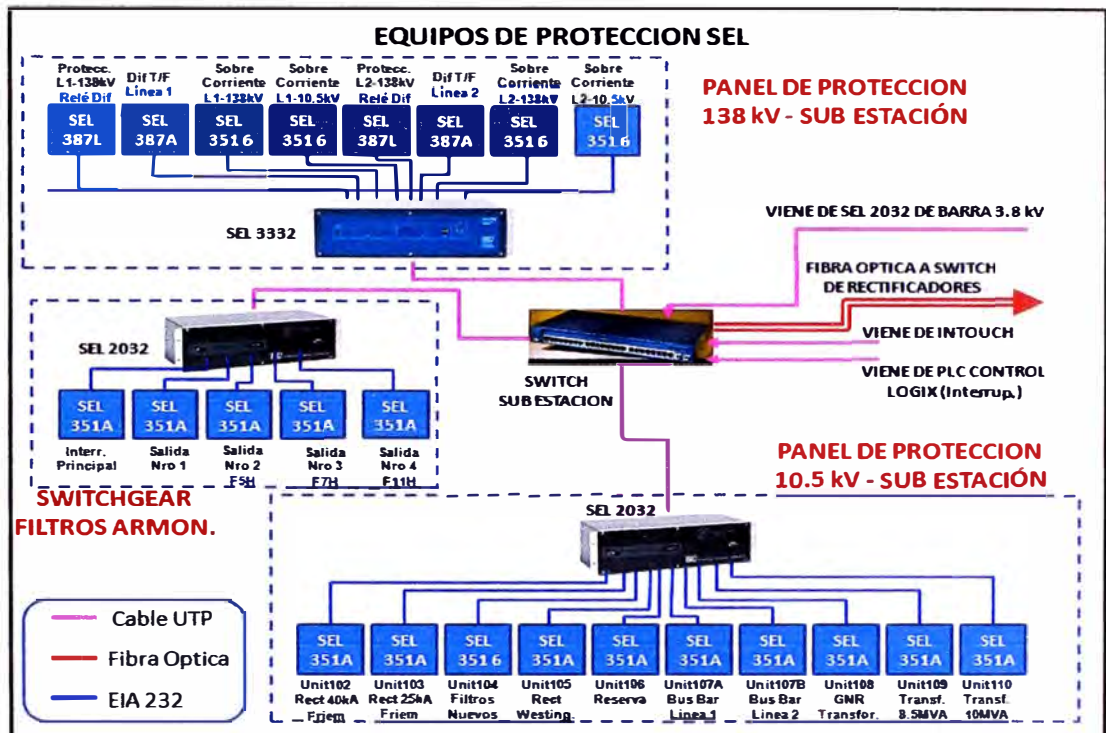 EQUIPOS DE PROTECCION SEL
Protecc.
L1-138kV
Relé Dif
Dif T/F
Linea 1
Sobre
Corriente
L1-138kV
Sobre
Corriente
L1-10.5kV
Protecc.
L2-138kV
Relé Dif
Dif T/F
Linea 2
Sobre
Corriente
L2-138kV
Sobre
Corriente
L2-10.5kV
SEL
387L
SEL
387A
SEL
3516
SEL
3516
SEL
387L
SEL
387A
SEL
3516
SEL
3516
PANEL DE PROTECCION
138 kV - SUB ESTACIÓN
SEL 3332
VIENE DE SEL 2032 DE BARRA 3.8 kV
FIBRA OPTICA A SWITCH
DE RECTIFICADORES
VIENE DE INTOUCH
VIENE DE PLC CONTROL
LOGIX (Interrup.)
SWITCH
SUB ESTACION
SEL 2032
SEL
351A
SEL
351A
SEL
351A
SEL
351A
SEL
351A
Interr.
Principal
Salida
Nro 1
Salida
Nro 2
F5H
Salida
Nro 3
F7H
Salida
Nro 4
F11H
SWITCHGEAR
FILTROS ARMON.
PANEL DE PROTECCION
10.5 kV - SUB ESTACIÓN
SEL 2032
SEL
351A
SEL
351A
SEL
3516
SEL
351A
SEL
351A
SEL
351A
SEL
351A
SEL
351A
SEL
351A
SEL
351A
Unit102
Rect 40kA
Friem
Unit103
Rect 25kA
Friem
Unit104
Filtros
Nuevos
Unit105
Rect
Westing.
Unit106
Reserva
Unit107A
Bus Bar
Linea 1
Unit107B
Bus Bar
Linea 2
Unit108
GNR
Transfor.
Unit109
Transf.
8.5MVA
Unit110
Transf.
10MVA
Cable UTP
Fibra Optica
EIA 232